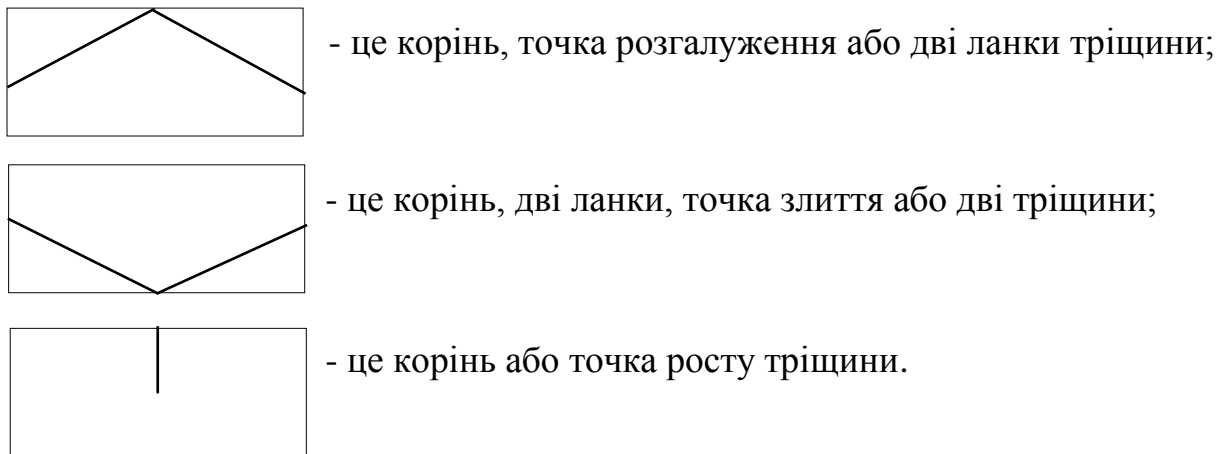 - це корінь, точка розгалуження або дві ланки тріщини;
- це корінь, дві ланки, точка злиття або дві тріщини;
- це корінь або точка росту тріщини.